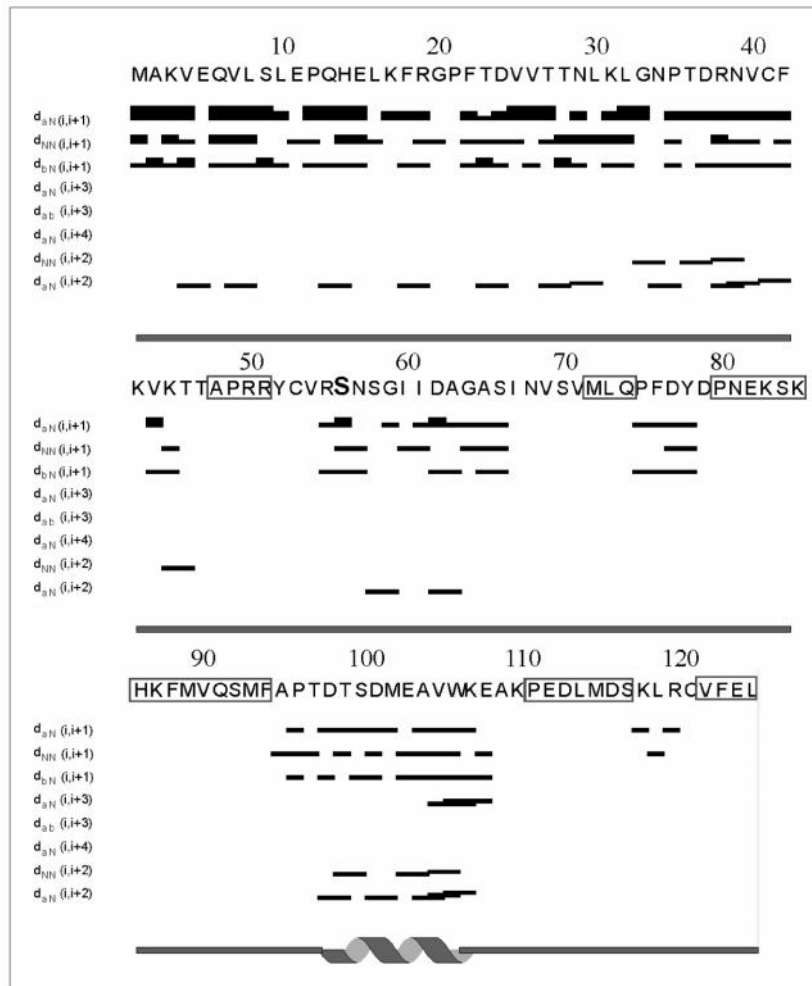 10 20 30 40
MAKVEQVLSLEPQHELKFRGPFTDVVTTNLKLGNPTDRNVCF
daN(i,i+1)
dNN(i,i+1)
dbN(i,i+1)
daN(i,i+3)
dab(i,i+3)
daN(i,i+4)
dNN(i,i+2)
daN(i,i+2)
50 60 70 80
KVKTTAPRRYCVRSNSGIIDAGASINVSVMLQPFDYDPNEKSK
daN(i,i+1)
dNN(i,i+1)
dbN(i,i+1)
daN(i,i+3)
dab(i,i+3)
daN(i,i+4)
dNN(i,i+2)
daN(i,i+2)
90 100 110 120
HKFMVQSMFAPTDTSDMEAVWKEAKPEDLMDSKLRCVFEL
daN(i,i+1)
dNN(i,i+1)
dbN(i,i+1)
daN(i,i+3)
dab(i,i+3)
daN(i,i+4)
dNN(i,i+2)
daN(i,i+2)